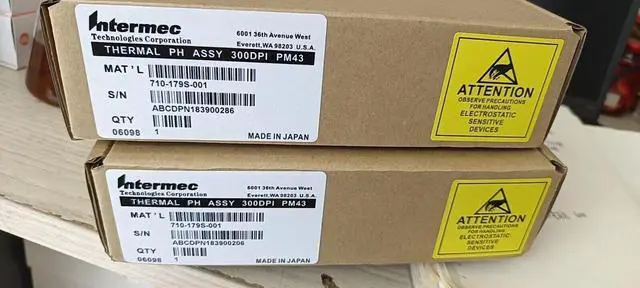 Intermec
Technologies Corporation
6001 36th Avenue West
Everett,WA 98203 U.S.A.
THERMAL PH ASSY 300DPI PM43
MAT'L
710-179S-001
S/N
ABCDPN183900286
QTY
06098 1
MADE IN JAPAN
ATTENTION
OBSERVE PRECAUTIONS
FOR HANDLING
ELECTROSTATIC
SENSITIVE
DEVICES
Intermec
Technologies Corporation
6001 36th Avenue West
Everett,WA 98203 U.S.A.
THERMAL PH ASSY 300DPI PM43
MAT'L
710-179S-001
S/N
ABCDPN183900206
QTY
06098 1
MADE IN JAPAN
ATTENTION
OBSERVE PRECAUTIONS
FOR HANDLING
ELECTROSTATIC
SENSITIVE
DEVICES